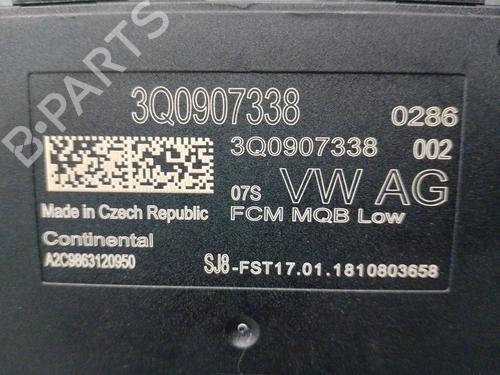 3Q0907338 0286
3Q0907338 002
07S VW AG
Made in Czech Republic FCM MQB Low
Continental
A2C9863120950 SJ8-FST17.01.1810803658
B-PARTS